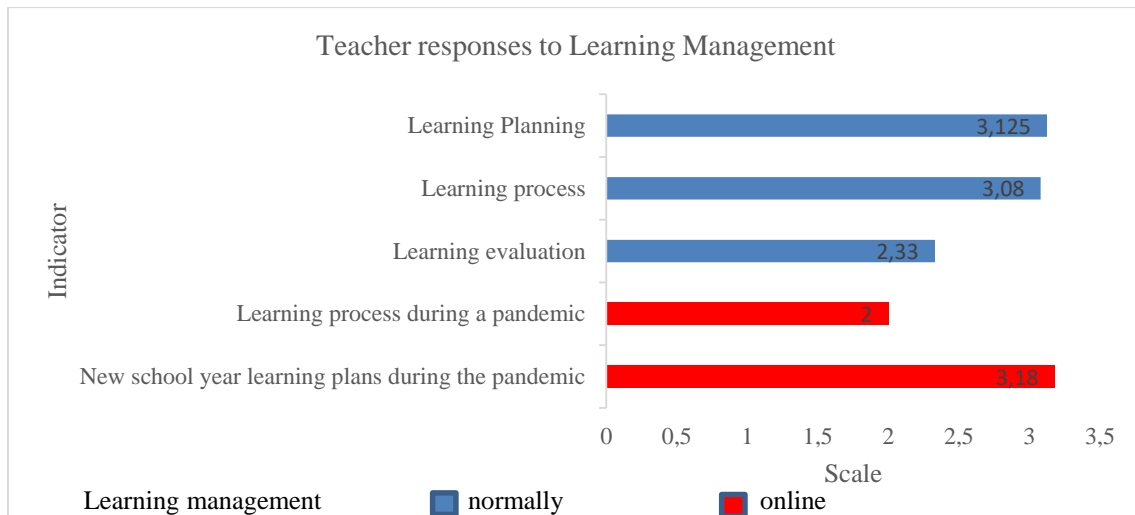 Teacher responses to Learning Management
Indicator
Learning Planning
3,125
Learning process
3,08
Learning evaluation
2,33
Learning process during a pandemic
2
New school year learning plans during the pandemic
3,18
0 0,5 1 1,5 2 2,5 3 3,5
Scale
Learning management normally online